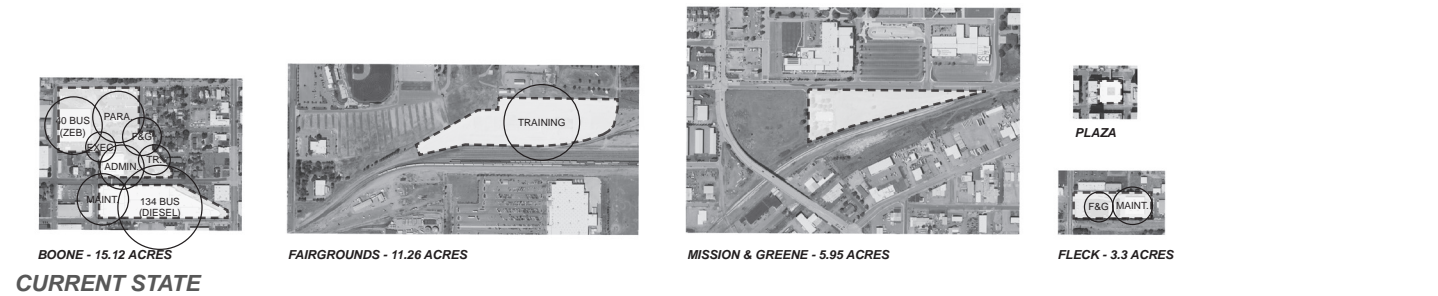 PARA.
BUS
(ZEB)
F&G
EXEC.
ADMIN.
TR.
MAINT.
134 BUS
(DIESEL)
BOONE - 15.12 ACRES
TRAINING
FAIRGROUNDS - 11.26 ACRES
SCC
MISSION & GREENE - 5.95 ACRES
PLAZA
F&G
MAINT.
FLECK - 3.3 ACRES
CURRENT STATE